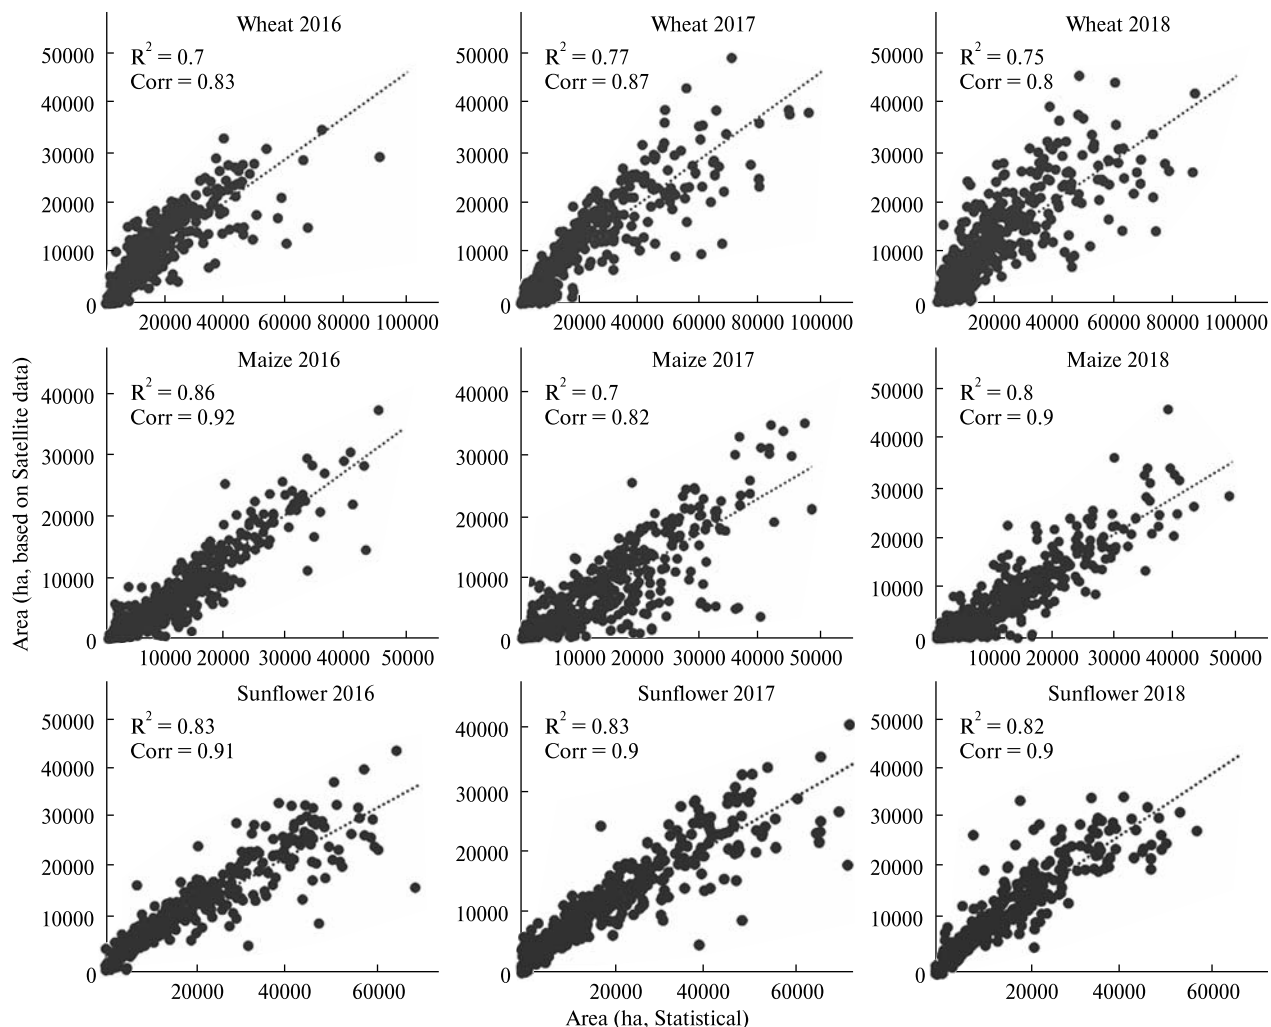 Wheat 2016
R² = 0.7
Corr = 0.83
50000
40000
30000
20000
10000
0
20000 40000 60000 80000 100000
Wheat 2017
R² = 0.77
Corr = 0.87
50000
40000
30000
20000
10000
0
20000 40000 60000 80000 100000
Wheat 2018
R² = 0.75
Corr = 0.8
50000
40000
30000
20000
10000
0
20000 40000 60000 80000 100000
Area (ha, based on Satellite data)
Maize 2016
R² = 0.86
Corr = 0.92
40000
30000
20000
10000
0
10000 20000 30000 40000 50000
Maize 2017
R² = 0.7
Corr = 0.82
40000
30000
20000
10000
0
10000 20000 30000 40000 50000
Maize 2018
R² = 0.8
Corr = 0.9
50000
40000
30000
20000
10000
0
10000 20000 30000 40000 50000
Sunflower 2016
R² = 0.83
Corr = 0.91
50000
40000
30000
20000
10000
0
20000 40000 60000
Sunflower 2017
R² = 0.83
Corr = 0.9
40000
30000
20000
10000
0
20000 40000 60000
Sunflower 2018
R² = 0.82
Corr = 0.9
50000
40000
30000
20000
10000
0
20000 40000 60000
Area (ha, Statistical)